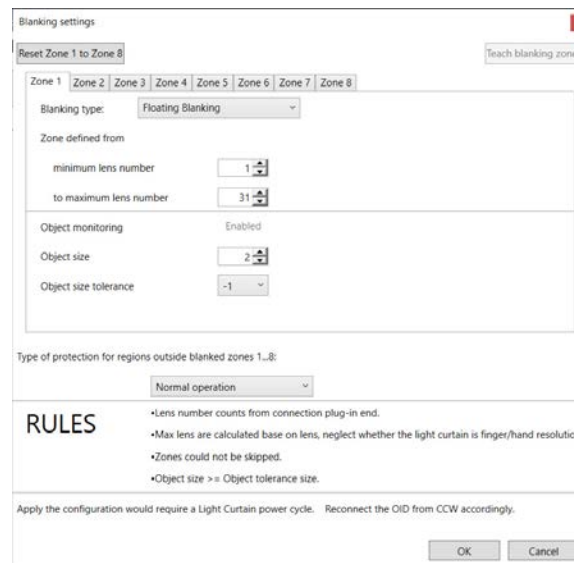 Blanking settings
Reset Zone 1 to Zone 8
Teach blanking zone
Zone 1 Zone 2 Zone 3 Zone 4 Zone 5 Zone 6 Zone 7 Zone 8
Blanking type: Floating Blanking
Zone defined from
minimum lens number 1
to maximum lens number 31
Object monitoring Enabled
Object size 2
Object size tolerance -1
Type of protection for regions outside blanked zones 1...8:
Normal operation
RULES
•Lens number counts from connection plug-in end.
•Max lens are calculated base on lens, neglect whether the light curtain is finger/hand resolutio
•Zones could not be skipped.
•Object size >= Object tolerance size.
Apply the configuration would require a Light Curtain power cycle. Reconnect the OID from CCW accordingly.
OK Cancel